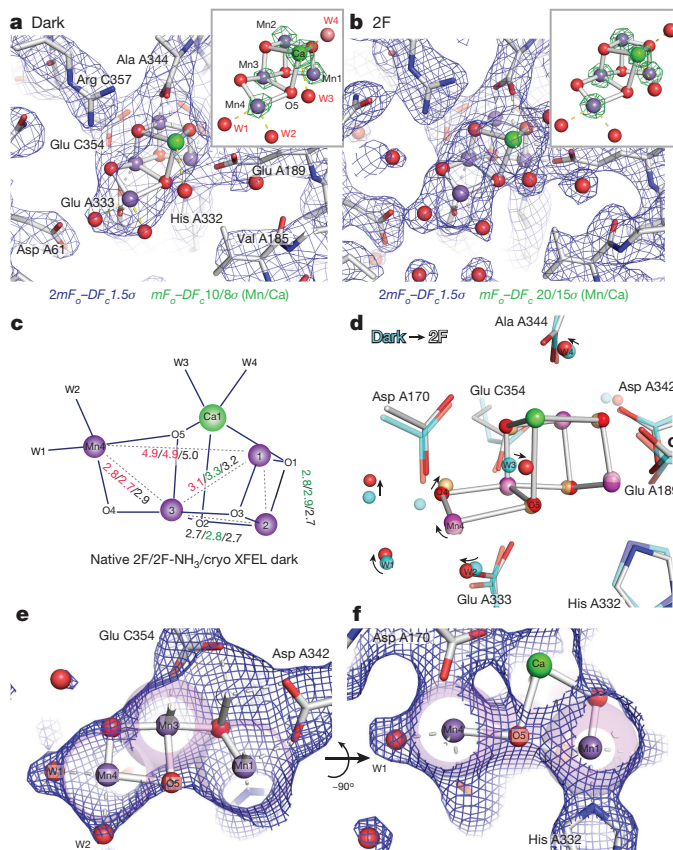 a Dark
Ala A344
Arg C357
Glu C354
Glu A333
Asp A61
His A332
Glu A189
Val A185
Mn2
Mn3
Mn4
Ca
Mn1
O5
W4
W3
W1
W2
2mFo–DFc1.5σ mFo–DFc10/8σ (Mn/Ca)
b 2F
2mFo–DFc1.5σ mFo–DFc 20/15σ (Mn/Ca)
c
W3 W4
W2
W1
Mn4
O5
Ca1
1
O1
4.9/4.9/5.0
2.8/2.7/2.9
3.1/3.3/3.2
2.8/2.9/2.7
O4
3
O2
O3
2
2.7/2.8/2.7
Native 2F/2F-NH3/cryo XFEL dark
d
Dark → 2F
Ala A344
W4
Asp A170
Glu C354
Asp A342
W3
O4
O5
Mn4
Glu A189
W1
W2
Glu A333
His A332
e
Glu C354
Asp A342
Mn3
W1
Mn4
O5
Mn1
W2
~90º
f
Asp A170
Ca
Mn4
O5
Mn1
W1
His A332